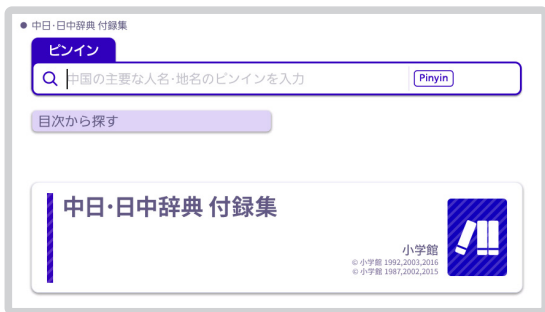 ● 中日・日中辞典 付録集
ピンイン
中国の主要な人名・地名のピンインを入力
Pinyin
目次から探す
中日・日中辞典 付録集
小学館
© 小学館 1992,2003,2016
© 小学館 1987,2002,2015